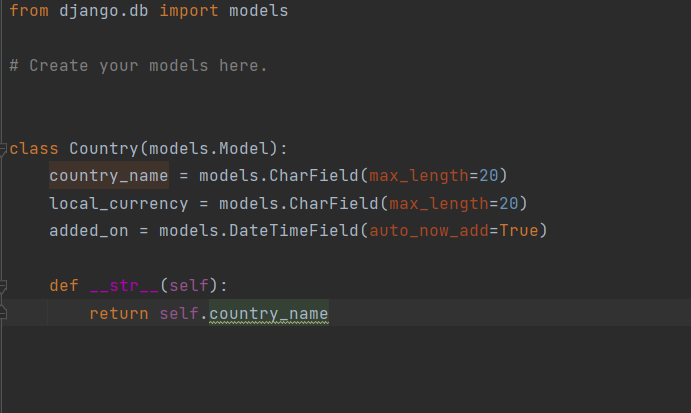 from django.db import models
# Create your models here.
class Country(models.Model):
    country_name = models.CharField(max_length=20)
    local_currency = models.CharField(max_length=20)
    added_on = models.DateTimeField(auto_now_add=True)
    def __str__(self):
        return self.country_name